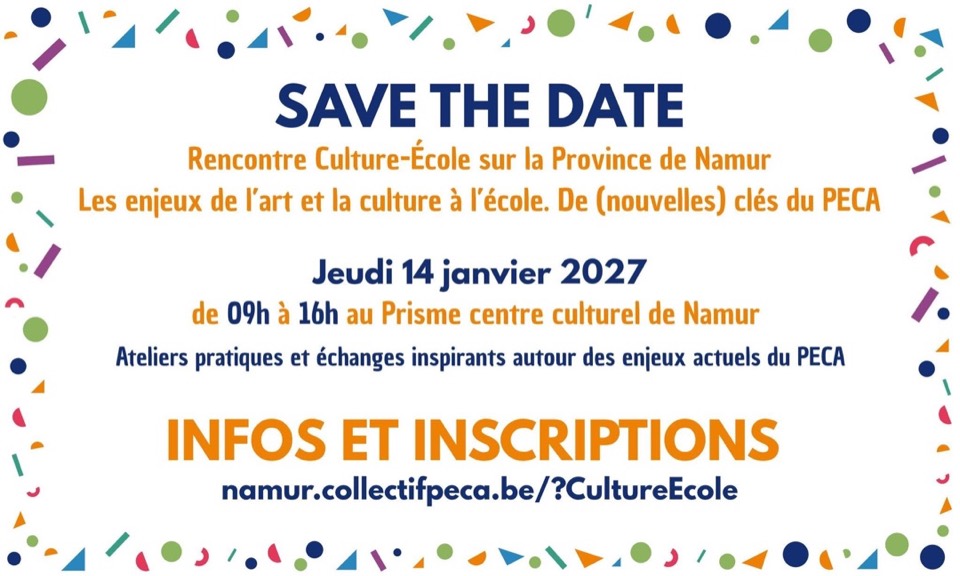 SAVE THE DATE
Rencontre Culture-École sur la Province de Namur
Les enjeux de l'art et la culture à l'école. De (nouvelles) clés du PECA
Jeudi 14 janvier 2027
de 09h à 16h au Prisme centre culturel de Namur
Ateliers pratiques et échanges inspirants autour des enjeux actuels du PECA
INFOS ET INSCRIPTIONS
namur.collectifpeca.be/?CultureEcole